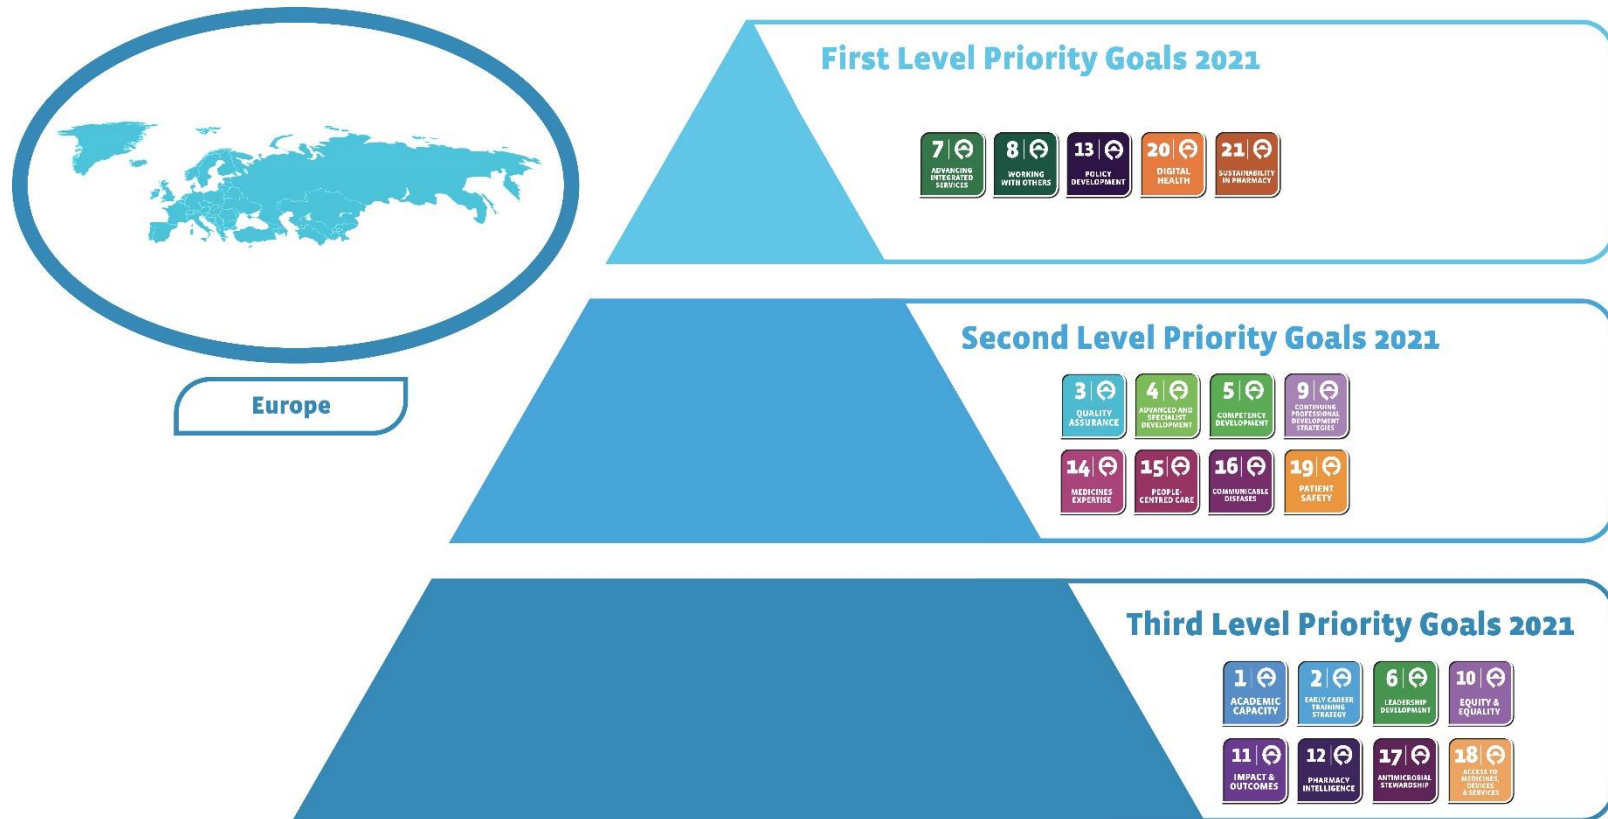 First Level Priority Goals 2021
7
ADVANCING
INTEGRATED
SERVICES
8
WORKING
WITH OTHERS
13
POLICY
DEVELOPMENT
20
DIGITAL
HEALTH
21
SUSTAINABILITY
IN PHARMACY
Europe
Second Level Priority Goals 2021
3
QUALITY
ASSURANCE
4
ADVANCED AND
SPECIALIST
DEVELOPMENT
5
COMPETENCY
DEVELOPMENT
9
CONTINUING
PROFESSIONAL
DEVELOPMENT
STRATEGIES
14
MEDICINES
EXPERTISE
15
PEOPLE-
CENTRED CARE
16
COMMUNICABLE
DISEASES
19
PATIENT
SAFETY
Third Level Priority Goals 2021
1
ACADEMIC
CAPACITY
2
EARLY CAREER
TRAINING
STRATEGY
6
LEADERSHIP
DEVELOPMENT
10
EQUITY &
EQUALITY
11
IMPACT &
OUTCOMES
12
PHARMACY
INTELLIGENCE
17
ANTIMICROBIAL
STEWARDSHIP
18
ACCESS TO
MEDICINES,
DEVICES
& SERVICES